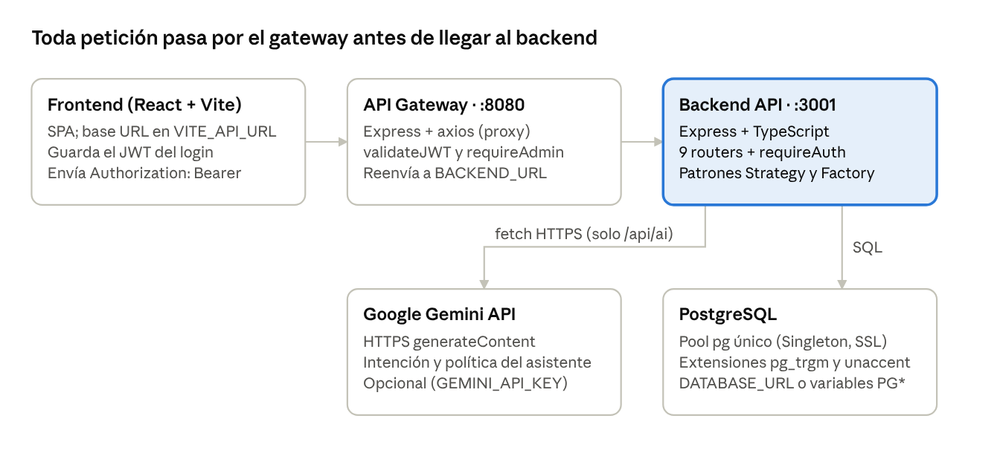 Toda petición pasa por el gateway antes de llegar al backend
Frontend (React + Vite)
SPA; base URL en VITE_API_URL
Guarda el JWT del login
Envía Authorization: Bearer
API Gateway · :8080
Express + axios (proxy)
validateJWT y requireAdmin
Reenvía a BACKEND_URL
Backend API · :3001
Express + TypeScript
9 routers + requireAuth
Patrones Strategy y Factory
fetch HTTPS (solo /api/ai)
SQL
Google Gemini API
HTTPS generateContent
Intención y política del asistente
Opcional (GEMINI_API_KEY)
PostgreSQL
Pool pg único (Singleton, SSL)
Extensiones pg_trgm y unaccent
DATABASE_URL o variables PG*